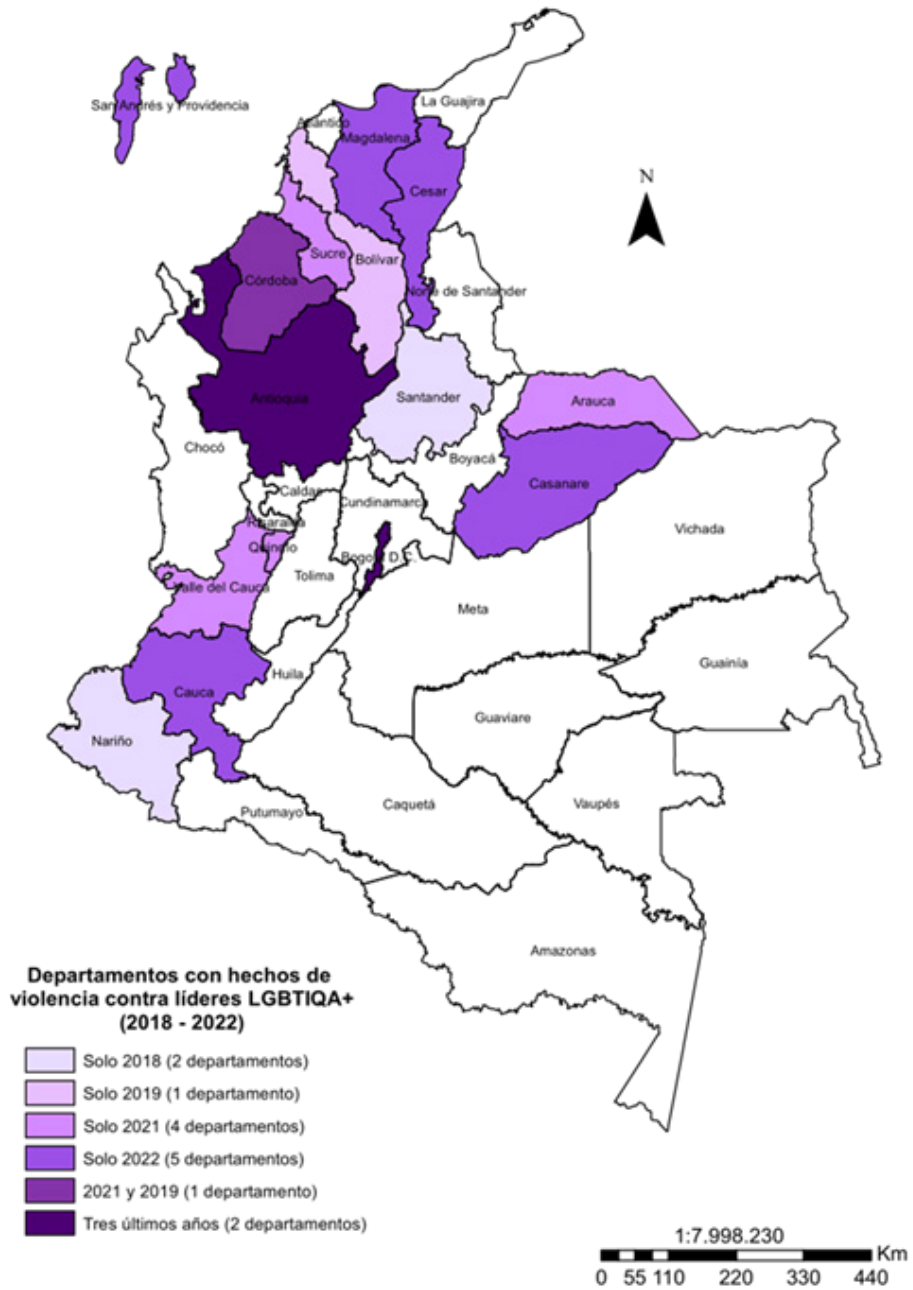 La Guajira
San Andrés y Providencia
Atlántico
Magdalena
N
Cesar
Sucre
Bolívar
Córdoba
Norte de Santander
Antioquia
Santander
Arauca
Chocó
Boyacá
Casanare
Caldas
Cundinamarca
Risaralda
Vichada
Quindío
Bogotá D.C.
Tolima
Valle del Cauca
Meta
Guainía
Huila
Cauca
Guaviare
Nariño
Caquetá
Vaupés
Putumayo
Amazonas
Departamentos con hechos de
violencia contra líderes LGBTIQA+
(2018 - 2022)
Solo 2018 (2 departamentos)
Solo 2019 (1 departamento)
Solo 2021 (4 departamentos)
Solo 2022 (5 departamentos)
2021 y 2019 (1 departamento)
Tres últimos años (2 departamentos)
1:7.998.230
Km
0 55 110 220 330 440